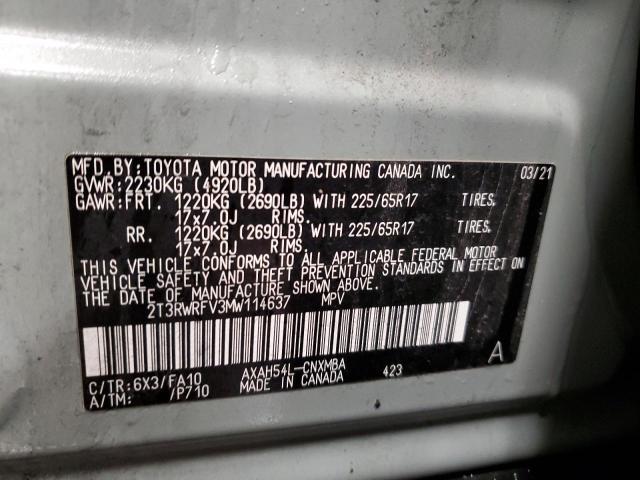 MFD. BY: TOYOTA MOTOR MANUFACTURING CANADA INC. 03/21
GVWR: 2230KG (4920LB)
GAWR: FRT. 1220KG (2690LB) WITH 225/65R17 TIRES,
17x7.0J RIMS.
RR. 1220KG (2690LB) WITH 225/65R17 TIRES,
17x7.0J RIMS.
THIS VEHICLE CONFORMS TO ALL APPLICABLE FEDERAL MOTOR
VEHICLE SAFETY AND THEFT PREVENTION STANDARDS IN EFFECT ON
THE DATE OF MANUFACTURE SHOWN ABOVE.
2T3RWRFV3MW114637 MPV
A
C/TR: 6X3/FA10 AXAH54L-CNXMBA 423
A/TM: /P710 MADE IN CANADA